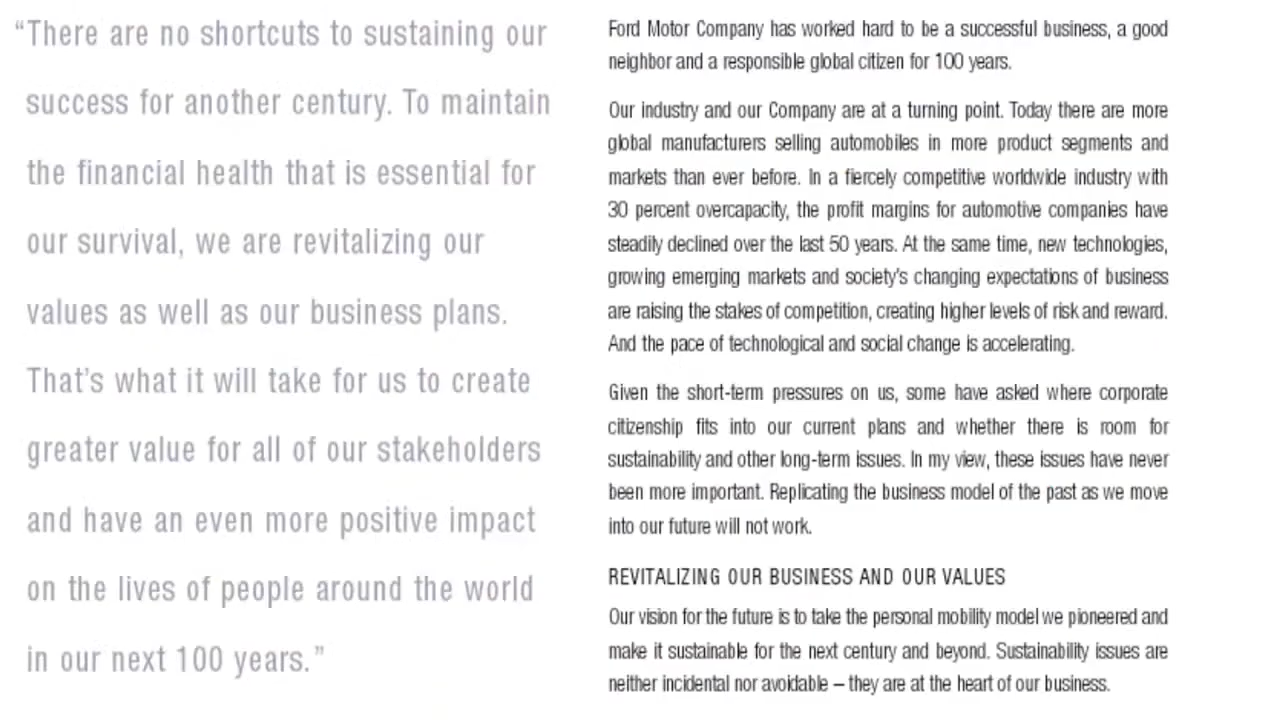 “There are no shortcuts to sustaining our
success for another century. To maintain
the financial health that is essential for
our survival, we are revitalizing our
values as well as our business plans.
That’s what it will take for us to create
greater value for all of our stakeholders
and have an even more positive impact
on the lives of people around the world
in our next 100 years.”
Ford Motor Company has worked hard to be a successful business, a good
neighbor and a responsible global citizen for 100 years.
Our industry and our Company are at a turning point. Today there are more
global manufacturers selling automobiles in more product segments and
markets than ever before. In a fiercely competitive worldwide industry with
30 percent overcapacity, the profit margins for automotive companies have
steadily declined over the last 50 years. At the same time, new technologies,
growing emerging markets and society’s changing expectations of business
are raising the stakes of competition, creating higher levels of risk and reward.
And the pace of technological and social change is accelerating.
Given the short-term pressures on us, some have asked where corporate
citizenship fits into our current plans and whether there is room for
sustainability and other long-term issues. In my view, these issues have never
been more important. Replicating the business model of the past as we move
into our future will not work.
REVITALIZING OUR BUSINESS AND OUR VALUES
Our vision for the future is to take the personal mobility model we pioneered and
make it sustainable for the next century and beyond. Sustainability issues are
neither incidental nor avoidable – they are at the heart of our business.